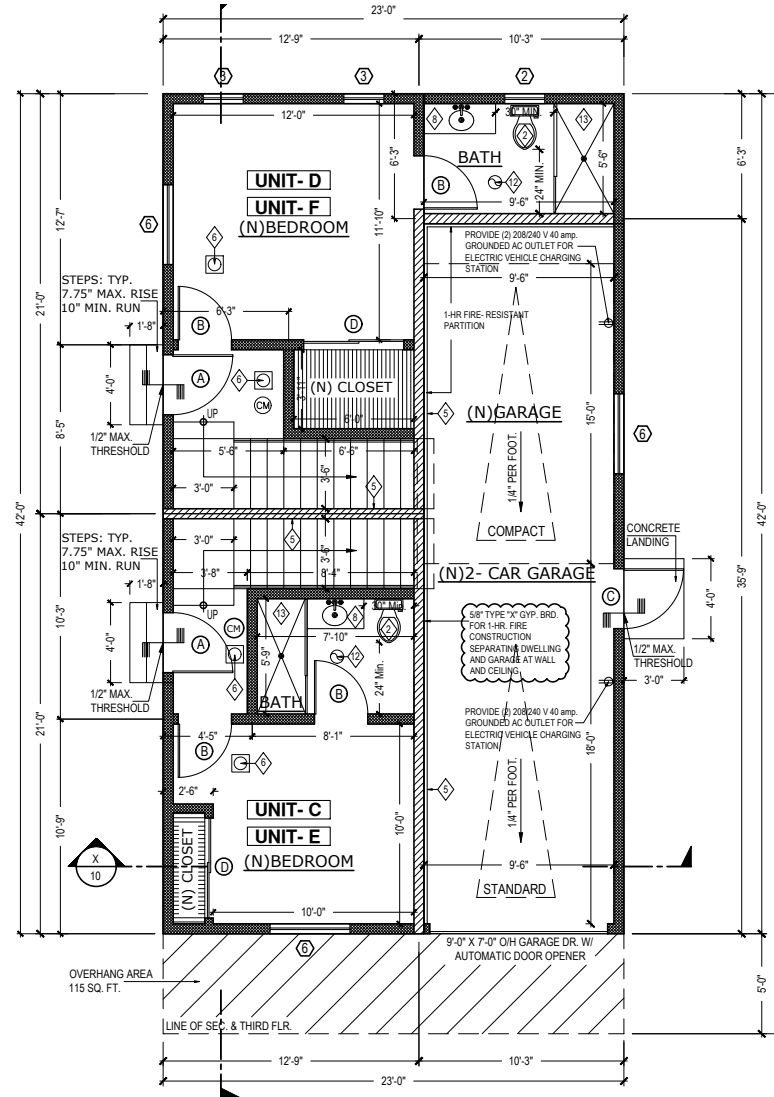 23'-0"
12'-9"
10'-3"
3
3
2
12'-0"
8
30" MIN.
2
13
BATH
B
12
24" MIN.
5'-6"
9'-6"
6'-3"
6'-3"
UNIT- D
UNIT- F
(N)BEDROOM
11'-10"
12'-7"
6
6
21'-0"
42'-0"
STEPS: TYP.
7.75" MAX. RISE
10" MIN. RUN
1'-8"
6'-3"
B
D
A
6
CM
(N) CLOSET
3'-11"
6'-0"
4'-0"
8'-5"
UP
1/2" MAX.
THRESHOLD
5'-6"
6'-6"
3'-0"
3'-6"
5
PROVIDE (2) 208/240 V 40 amp.
GROUNDED AC OUTLET FOR
ELECTRIC VEHICLE CHARGING
STATION
9'-6"
1-HR FIRE- RESISTANT
PARTITION
5
(N)GARAGE
15'-0"
6
1/4" PER FOOT.
COMPACT
42'-0"
35'-9"
STEPS: TYP.
7.75" MAX. RISE
10" MIN. RUN
1'-8"
3'-0"
5
3'-6"
3'-8"
8'-4"
UP
(N)2- CAR GARAGE
CONCRETE
LANDING
C
4'-0"
1/2" MAX.
THRESHOLD
3'-0"
5/8" TYPE "X" GYP. BRD.
FOR 1-HR. FIRE
CONSTRUCTION
SEPARATING DWELLING
AND GARAGE AT WALL
AND CEILING
10'-3"
4'-0"
A
CM
6
13
8
30" Min.
2
7'-10"
5'-9"
12
24" Min.
BATH
B
1/2" MAX.
THRESHOLD
21'-0"
PROVIDE (2) 208/240 V 40 amp.
GROUNDED AC OUTLET FOR
ELECTRIC VEHICLE CHARGING
STATION
18'-0"
4'-5"
8'-1"
B
6
5
1/4" PER FOOT.
2'-6"
UNIT- C
UNIT- E
(N)BEDROOM
10'-0"
10'-9"
X
10
(N) CLOSET
D
9'-6"
STANDARD
10'-0"
6
9'-0" X 7'-0" O/H GARAGE DR. W/
AUTOMATIC DOOR OPENER
OVERHANG AREA
115 SQ. FT.
5'-0"
LINE OF SEC. & THIRD FLR.
12'-9"
10'-3"
23'-0"